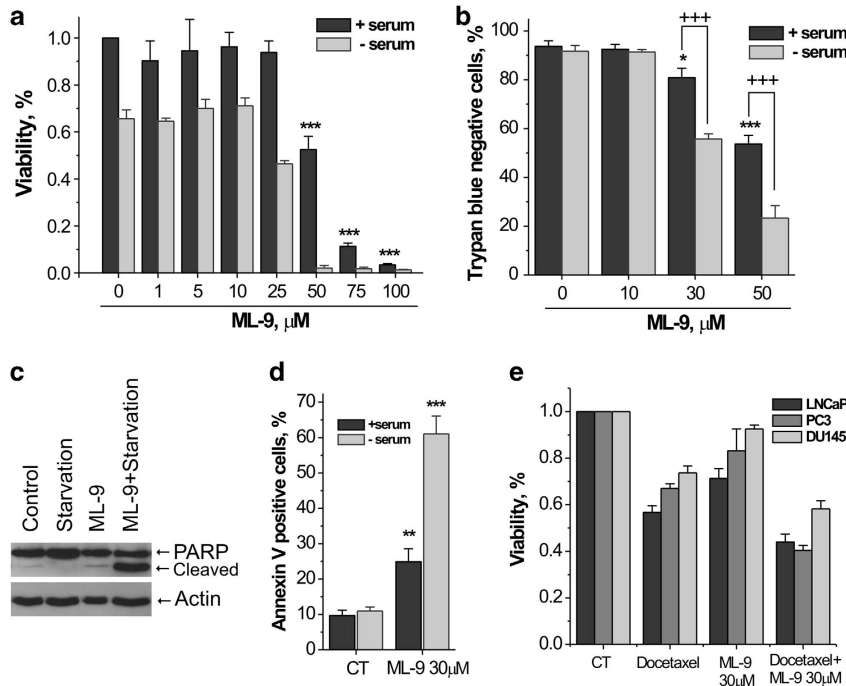 a
+ serum
- serum
***
***
***
Viability, %
1.0
0.8
0.6
0.4
0.2
0.0
0 1 5 10 25 50 75 100
ML-9, μM
b
+++
+ serum
- serum
*
+++
***
Trypan blue negative cells, %
100
80
60
40
20
0
0 10 30 50
ML-9, μM
c
Control
Starvation
ML-9
ML-9+Starvation
←PARP
←Cleaved
←Actin
d
***
+serum
- serum
**
Annexin V positive cells, %
70
60
50
40
30
20
10
0
CT ML-9 30μM
e
LNCaP
PC3
DU145
Viability, %
1.0
0.8
0.6
0.4
0.2
0.0
CT Docetaxel ML-9 Docetaxel+
30μM ML-9 30μM